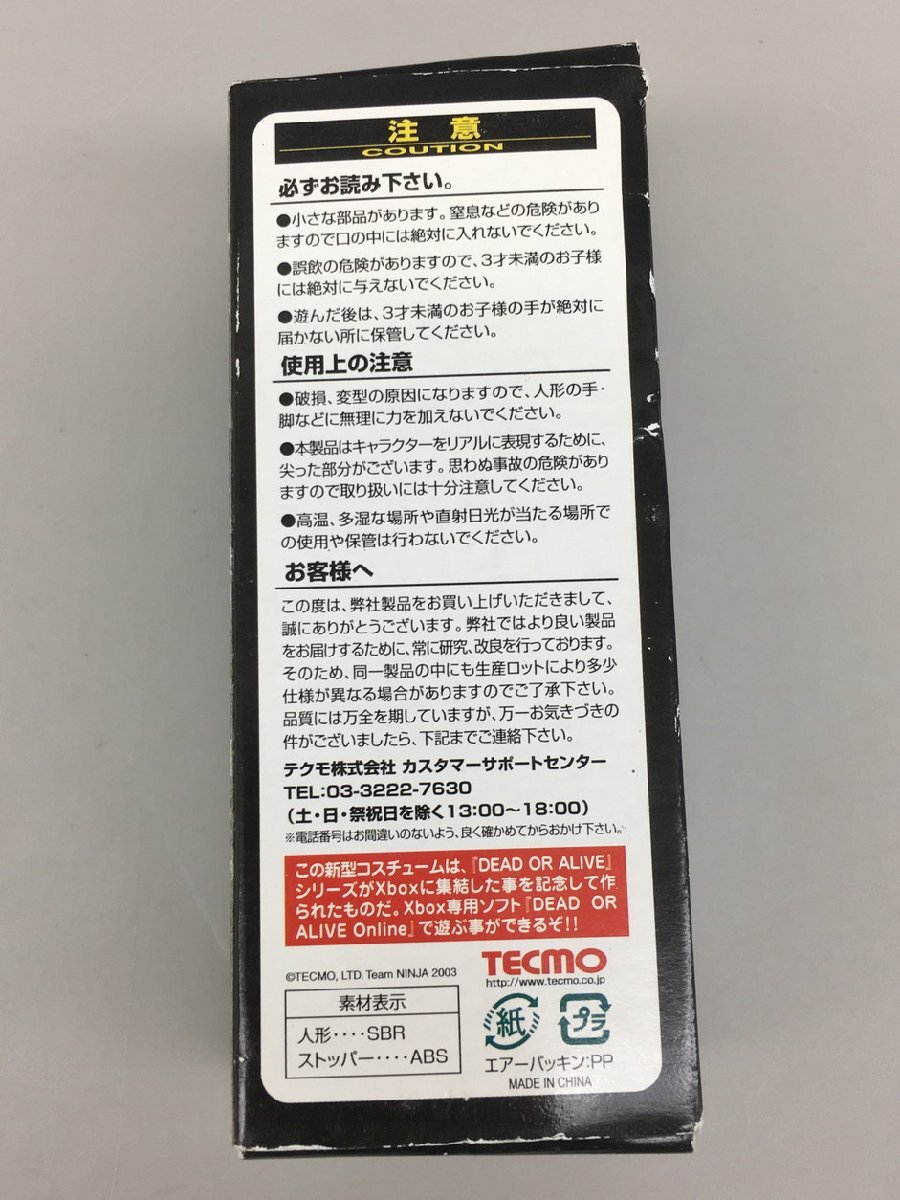 注意
COUTION
必ずお読み下さい。
●小さな部品があります。窒息などの危険があり
ますので口の中には絶対に入れないでください。
●誤飲の危険がありますので、3才未満のお子様
には絶対に与えないでください。
●遊んだ後は、3才未満のお子様の手が絶対に
届かない所に保管してください。
使用上の注意
●破損、変型の原因になりますので、人形の手・
脚などに無理に力を加えないでください。
●本製品はキャラクターをリアルに表現するために、
尖った部分がございます。思わぬ事故の危険があり
ますので取り扱いには十分注意してください。
●高温、多湿な場所や直射日光が当たる場所で
の使用や保管は行わないでください。
お客様へ
この度は、弊社製品をお買い上げいただきまして、
誠にありがとうございます。弊社ではより良い製品
をお届けするために、常に研究、改良を行っております。
そのため、同一製品の中にも生産ロットにより多少
仕様が異なる場合がありますのでご了承下さい。
品質には万全を期していますが、万一お気きづきの
件がございましたら、下記までご連絡下さい。
テクモ株式会社 カスタマーサポートセンター
TEL:03-3222-7630
(土・日・祭祝日を除く13:00〜18:00)
※電話番号はお間違いのないよう、良く確かめてからおかけ下さい。
この新型コスチュームは、『DEAD OR ALIVE』
シリーズがXboxに集結した事を記念して作
られたものだ。Xbox専用ソフト『DEAD OR
ALIVE Online』で遊ぶ事ができるぞ!!
©TECMO, LTD. Team NINJA 2003
TECMO
http://www.tecmo.co.jp
素材表示
人形・・・・SBR
ストッパー・・・・ABS
紙
プラ
エアーパッキン:PP
MADE IN CHINA